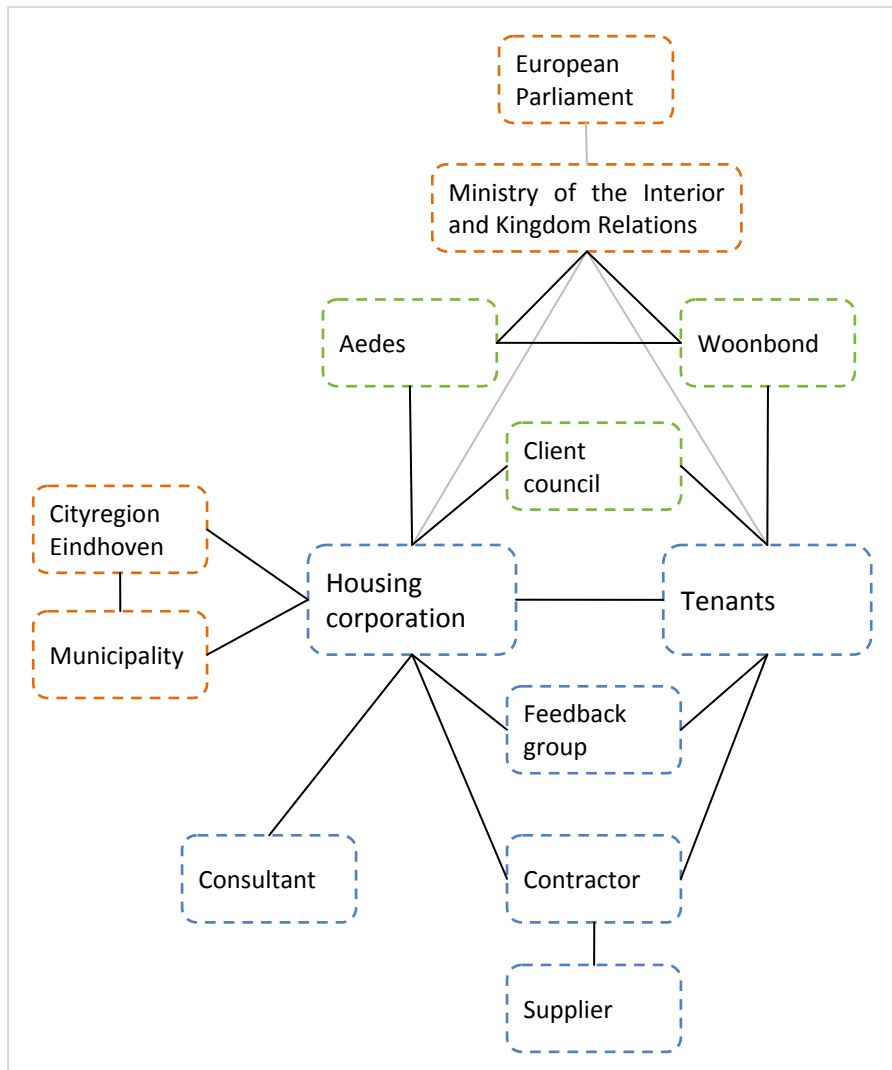 European
Parliament
Ministry of the Interior
and Kingdom Relations
Aedes
Woonbond
Client
council
Cityregion
Eindhoven
Housing
corporation
Tenants
Municipality
Feedback
group
Consultant
Contractor
Supplier